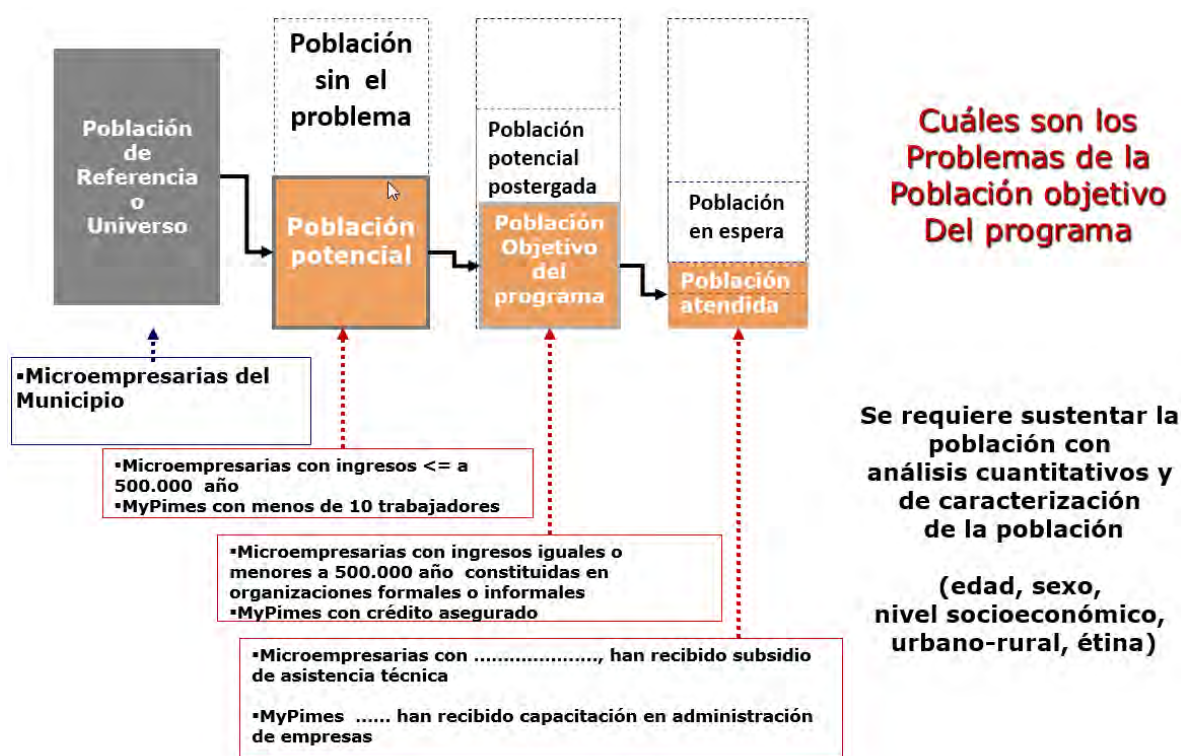 Población
de
Referencia
o
Universo
Población
sin el
problema
Población
potencial
Población
potencial
postergada
Población
Objetivo
del
programa
Población
en espera
Población
atendida
Cuáles son los
Problemas de la
Población objetivo
Del programa
▪Microempresarias del
Municipio
▪Microempresarias con ingresos <= a
500.000 año
▪MyPimes con menos de 10 trabajadores
▪Microempresarias con ingresos iguales o
menores a 500.000 año constituidas en
organizaciones formales o informales
▪MyPimes con crédito asegurado
▪Microempresarias con ....................., han recibido subsidio
de asistencia técnica
▪MyPimes ...... han recibido capacitación en administración
de empresas
Se requiere sustentar la
población con
análisis cuantitativos y
de caracterización
de la población
(edad, sexo,
nivel socioeconómico,
urbano-rural, étina)